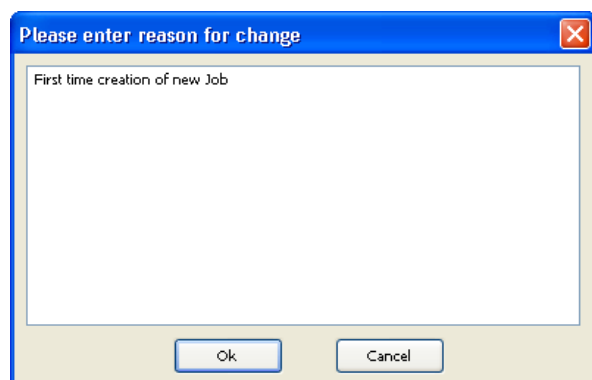 Please enter reason for change
First time creation of new Job
Ok
Cancel